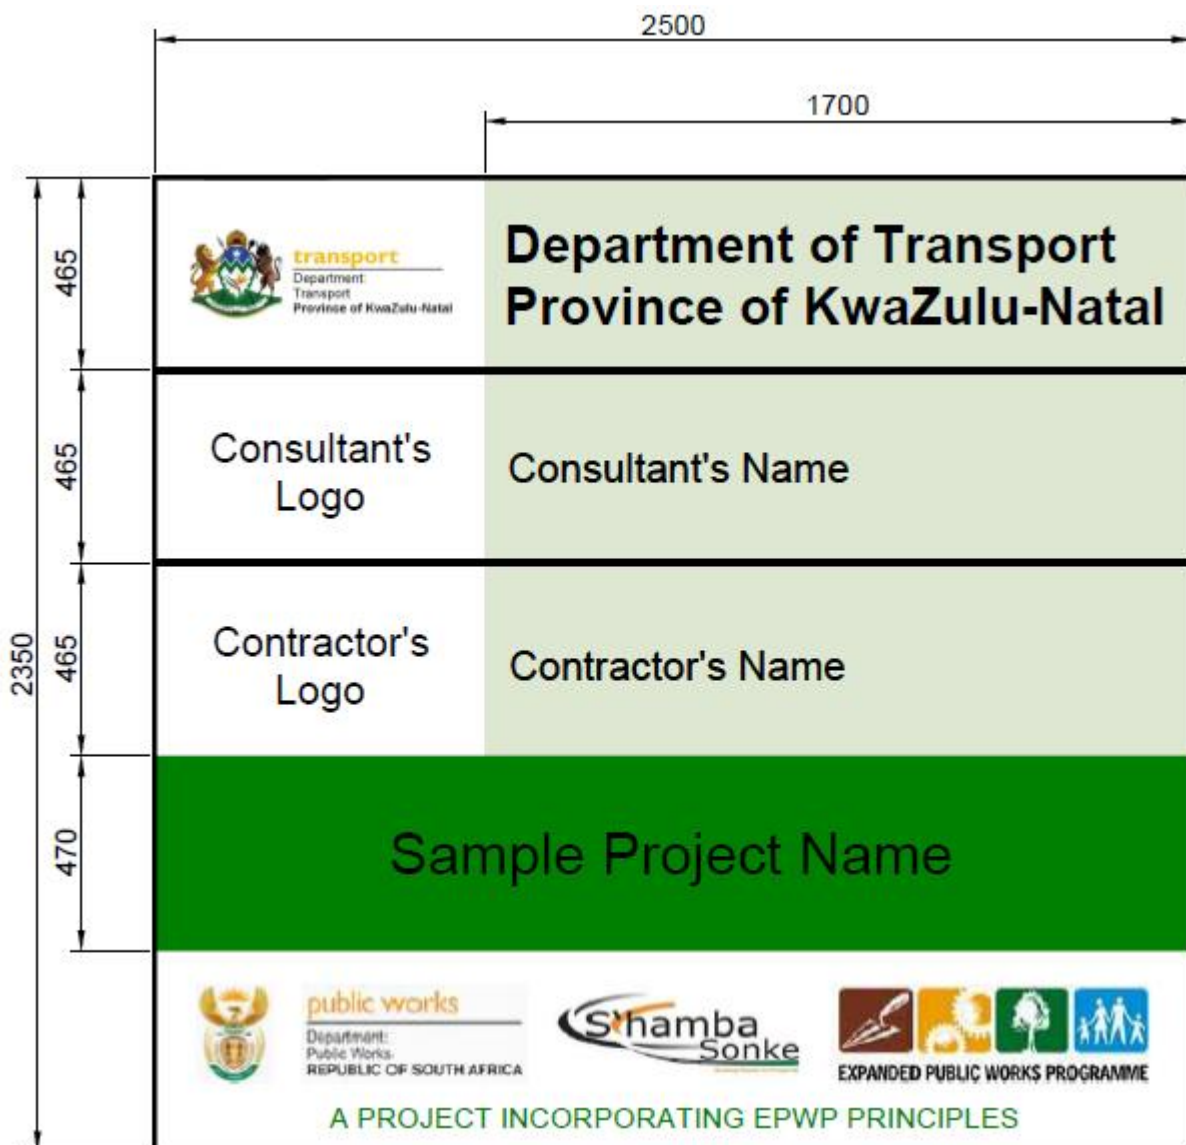 2500
1700
465
transport
Department:
Transport
Province of KwaZulu-Natal
Department of Transport
Province of KwaZulu-Natal
465
Consultant's
Logo
Consultant's Name
2350
465
Contractor's
Logo
Contractor's Name
470
Sample Project Name
public works
Department:
Public Works
REPUBLIC OF SOUTH AFRICA
S'hamba
Sonke
EXPANDED PUBLIC WORKS PROGRAMME
A PROJECT INCORPORATING EPWP PRINCIPLES